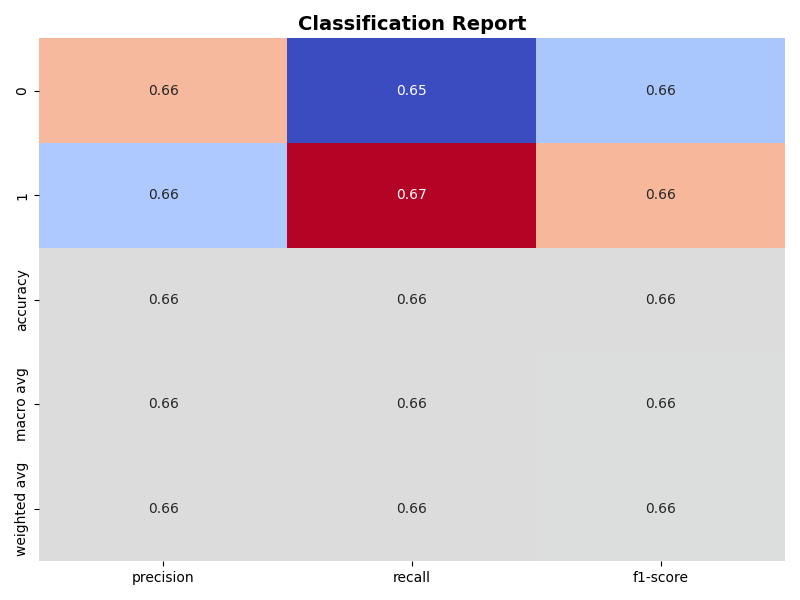 Classification Report
0 0.66 0.65 0.66
1 0.66 0.67 0.66
accuracy 0.66 0.66 0.66
macro avg 0.66 0.66 0.66
weighted avg 0.66 0.66 0.66
precision recall f1-score